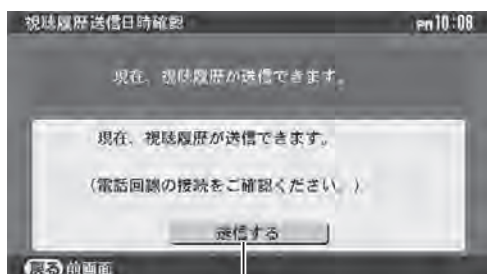 視聴履歴送信日時確認 PM10:08
現在、視聴履歴が送信できます。
現在、視聴履歴が送信できます。
（電話回線の接続をご確認ください。）
送信する
戻る 前画面